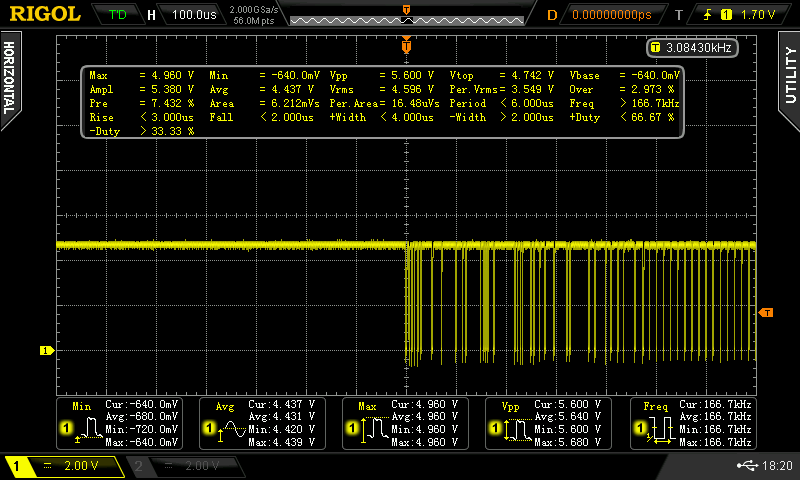 RIGOL T'D H 100.0us 2.000GSa/s 56.0M pts D 0.00000000ps T 1 1.70 V
HORIZONTAL
UTILITY
T 3.08430kHz
Max = 4.960 V Min = -640.0mV Vpp = 5.600 V Vtop = 4.742 V Vbase = -640.0mV
Ampl = 5.380 V Avg = 4.437 V Vrms = 4.596 V Per.Vrms= 3.549 V Over = 2.973 %
Pre = 7.432 % Area = 6.212mVs Per.Area= 16.48uVs Period < 6.000us Freq > 166.7kHz
Rise < 3.000us Fall < 2.000us +Width < 4.000us -Width > 2.000us +Duty < 66.67 %
-Duty > 33.33 %
T
T
1
Min Cur:-640.0mV Avg:-680.0mV Min:-720.0mV Max:-640.0mV
1
Avg Cur:4.437 V Avg:4.431 V Min:4.420 V Max:4.439 V
1
Max Cur:4.960 V Avg:4.960 V Min:4.960 V Max:4.960 V
1
Vpp Cur:5.600 V Avg:5.640 V Min:5.600 V Max:5.680 V
1
Freq Cur:166.7kHz Avg:166.7kHz Min:166.7kHz Max:166.7kHz
1
1 2.00 V 2 2.00 V 18:20